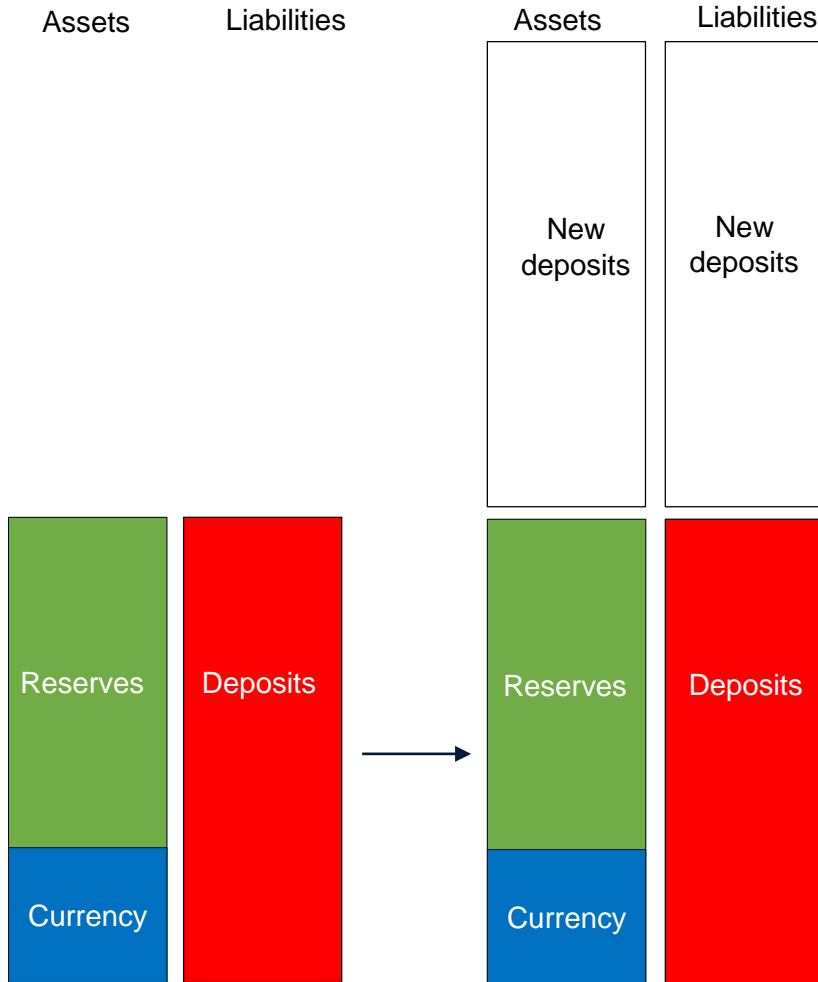 Assets
Liabilities
Assets
Liabilities
New
deposits
New
deposits
Reserves
Deposits
Reserves
Deposits
Currency
Currency